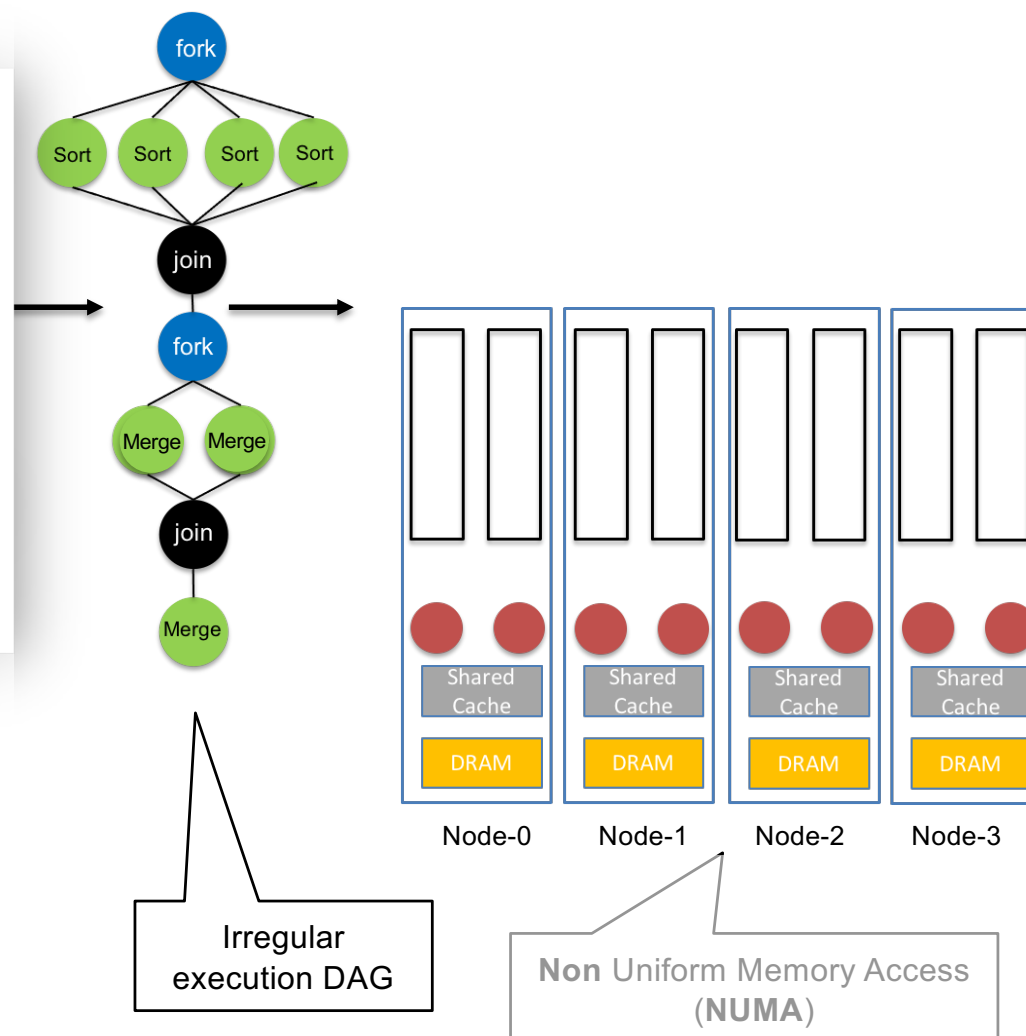 fork
Sort Sort Sort Sort
join
fork
Merge Merge
join
Merge
Shared
Cache
Shared
Cache
Shared
Cache
Shared
Cache
DRAM DRAM DRAM DRAM
Node-0 Node-1 Node-2 Node-3
Irregular
execution DAG
Non Uniform Memory Access
(NUMA)